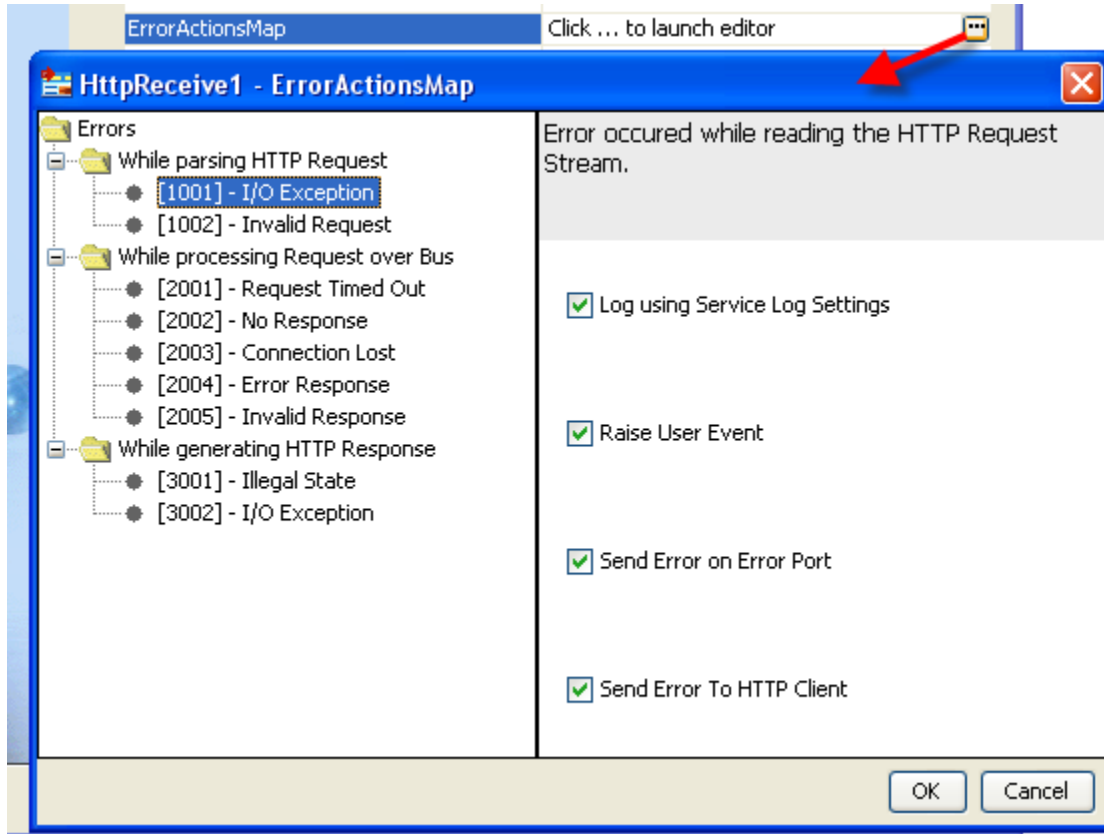 ErrorActionsMap
Click ... to launch editor
HttpReceive1 - ErrorActionsMap
Errors
While parsing HTTP Request
[1001] - I/O Exception
[1002] - Invalid Request
While processing Request over Bus
[2001] - Request Timed Out
[2002] - No Response
[2003] - Connection Lost
[2004] - Error Response
[2005] - Invalid Response
While generating HTTP Response
[3001] - Illegal State
[3002] - I/O Exception
Error occured while reading the HTTP Request
Stream.
Log using Service Log Settings
Raise User Event
Send Error on Error Port
Send Error To HTTP Client
OK
Cancel